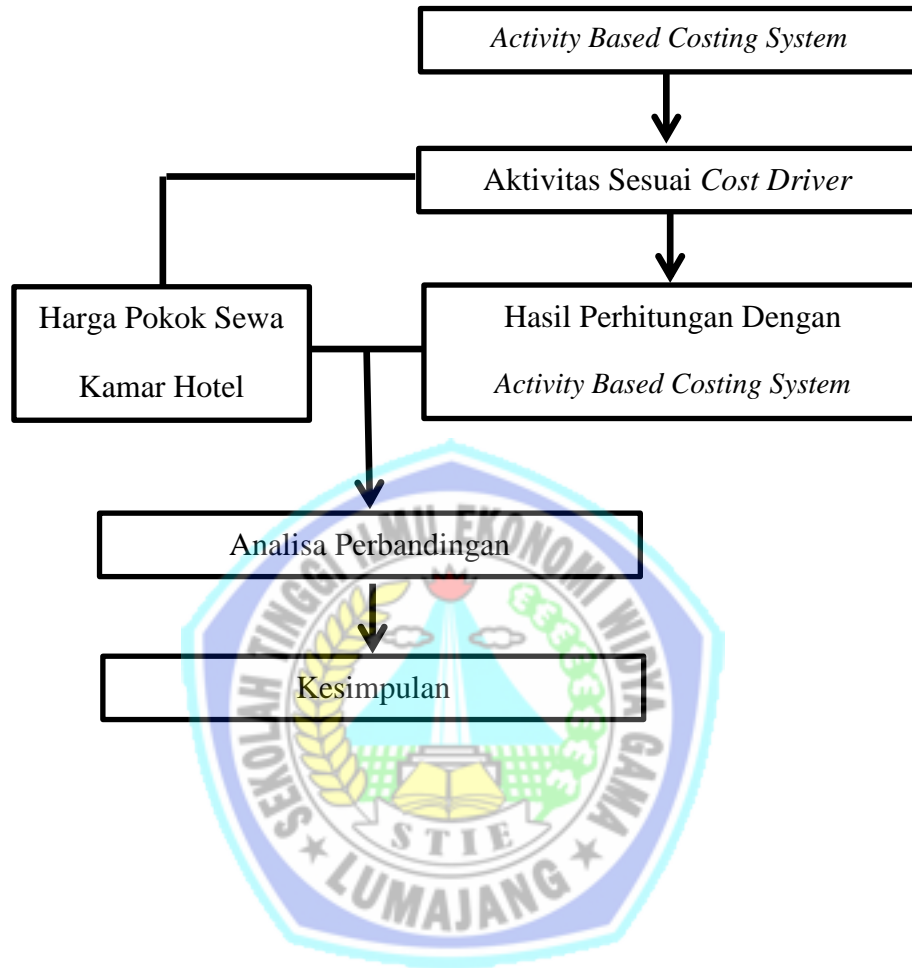 Activity Based Costing System
Aktivitas Sesuai Cost Driver
Harga Pokok Sewa
Kamar Hotel
Hasil Perhitungan Dengan
Activity Based Costing System
Analisa Perbandingan
Kesimpulan
SEKOLAH TINGGI ILMU EKONOMI WIDYA GAMA
STIE
LUMAJANG